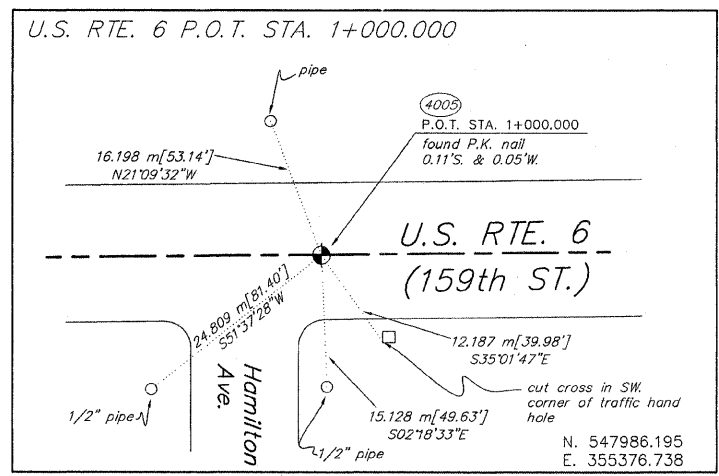 U.S. RTE. 6 P.O.T. STA. 1+000.000
pipe
4005
P.O.T. STA. 1+000.000
found P.K. nail
0.11'S. & 0.05'W.
16.198 m[53.14']
N21°09'32"W
U.S. RTE. 6
(159th ST.)
24.809 m[81.40']
S51°37'28"W
12.187 m[39.98']
S35°01'47"E
Hamilton
Ave.
cut cross in SW.
corner of traffic hand
hole
1/2" pipe
15.128 m[49.63']
S02°18'33"E
1/2" pipe
N. 547986.195
E. 355376.738